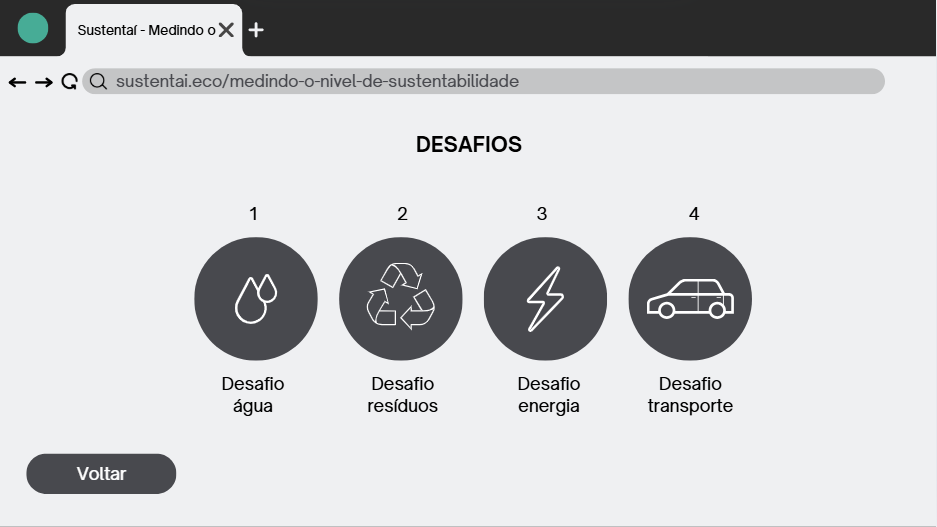 Sustentaí - Medindo o
sustentai.eco/medindo-o-nivel-de-sustentabilidade
DESAFIOS
1
2
3
4
Desafio
água
Desafio
resíduos
Desafio
energia
Desafio
transporte
Voltar